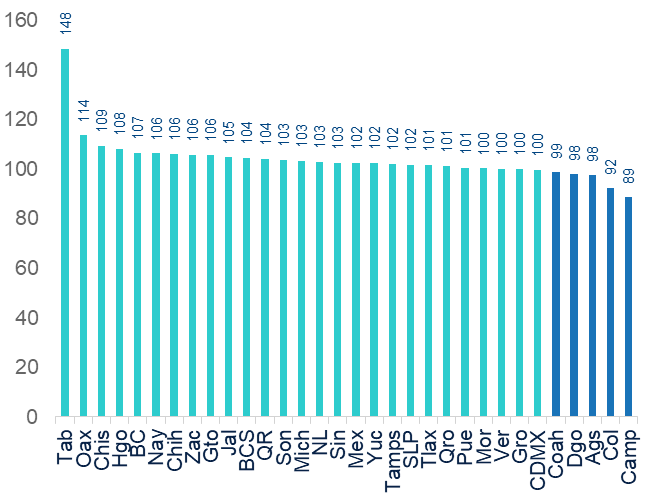 160
140
120
100
80
60
40
20
0
148
114
109
108
107
106
106
106
106
105
104
104
103
103
103
103
102
102
102
102
101
101
101
100
100
100
100
99
98
98
92
89
Tab
Oax
Chis
Hgo
BC
Nay
Chih
Zac
Gto
Jal
BCS
QR
Son
Mich
NL
Sin
Mex
Yuc
Tamps
SLP
Tlax
Qro
Pue
Mor
Ver
Gro
CDMX
Coah
Dgo
Ags
Col
Camp